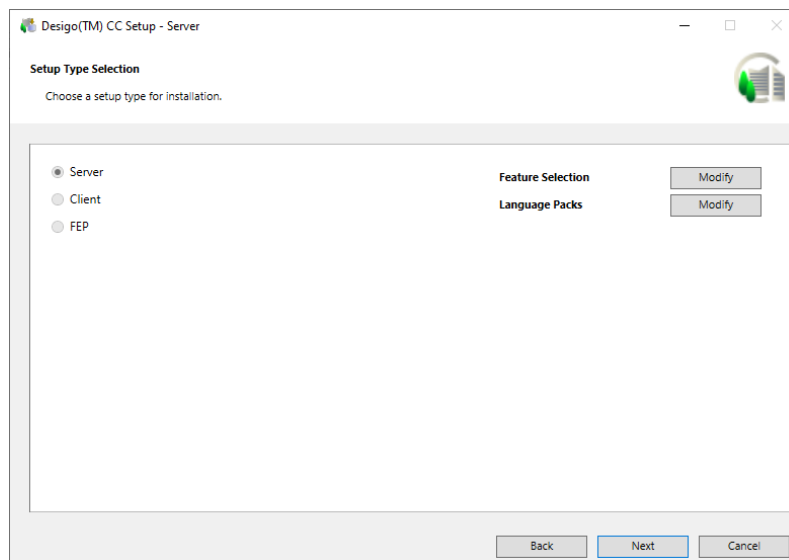 Desigo(TM) CC Setup - Server
Setup Type Selection
Choose a setup type for installation.
Server
Feature Selection
Modify
Client
Language Packs
Modify
FEP
Back
Next
Cancel